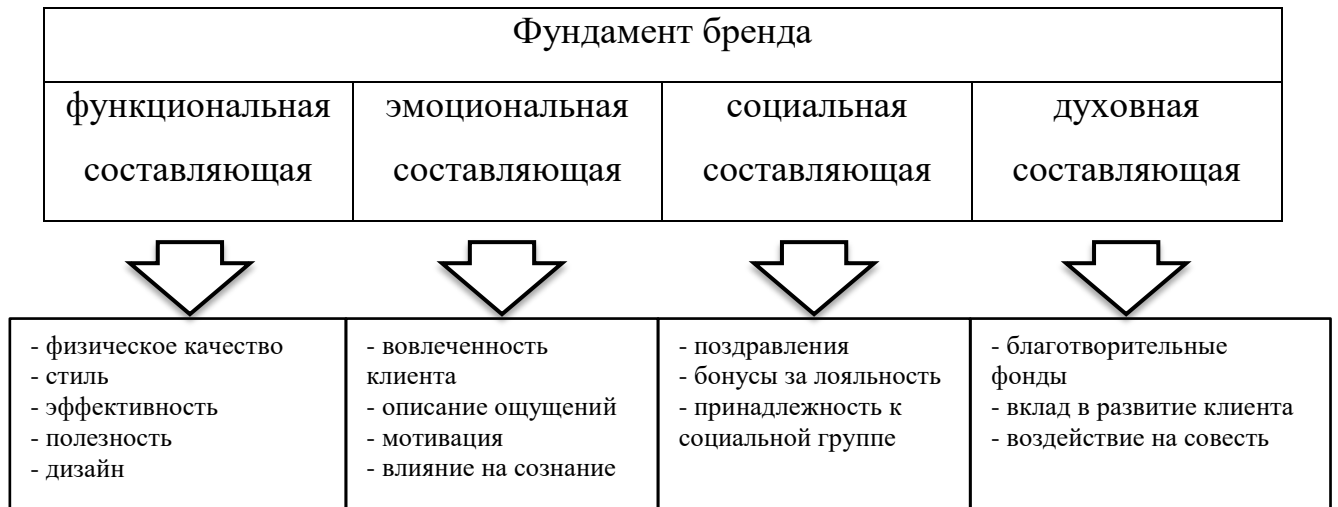 Фундамент бренда
функциональная
составляющая
эмоциональная
составляющая
социальная
составляющая
духовная
составляющая
- физическое качество
- стиль
- эффективность
- полезность
- дизайн
- вовлеченность
клиента
- описание ощущений
- мотивация
- влияние на сознание
- поздравления
- бонусы за лояльность
- принадлежность к
социальной группе
- благотворительные
фонды
- вклад в развитие клиента
- воздействие на совесть